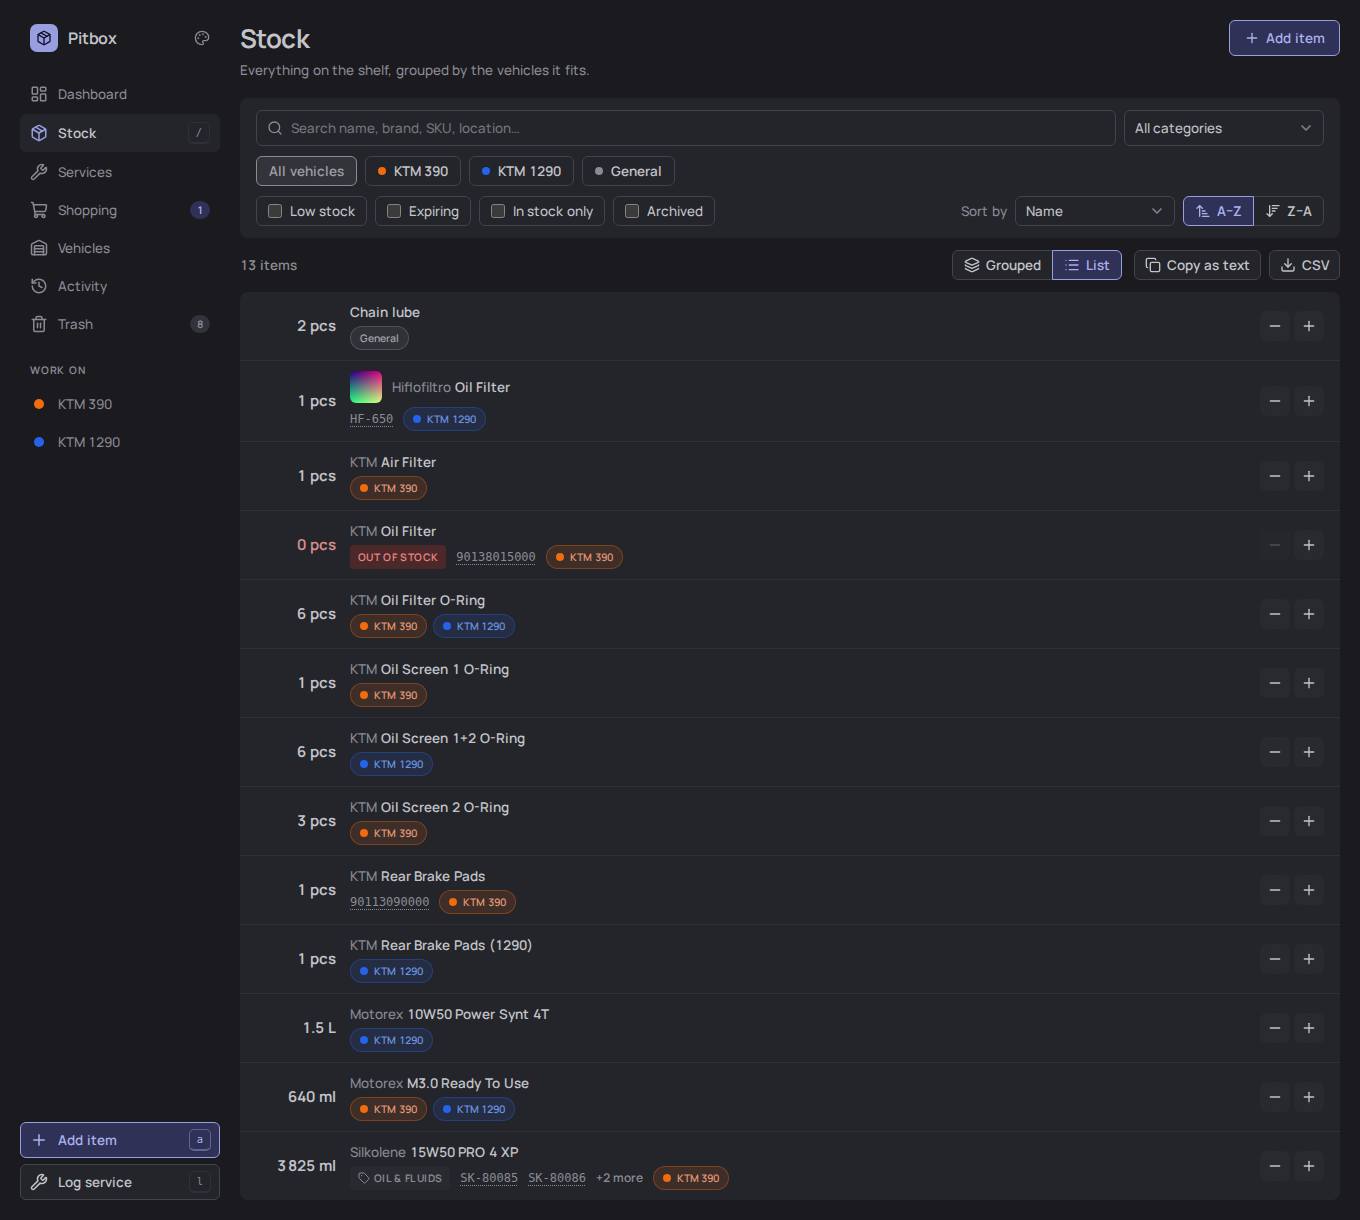 Pitbox
Dashboard
Stock /
Services
Shopping 1
Vehicles
Activity
Trash 8
WORK ON
KTM 390
KTM 1290
Add item a
Log service l
Stock
Add item
Everything on the shelf, grouped by the vehicles it fits.
Search name, brand, SKU, location...
All categories
All vehicles KTM 390 KTM 1290 General
Low stock Expiring In stock only Archived Sort by Name A–Z Z–A
13 items Grouped List Copy as text CSV
2 pcs Chain lube
General
1 pcs Hiflofiltro Oil Filter
HF-650 KTM 1290
1 pcs KTM Air Filter
KTM 390
0 pcs KTM Oil Filter
OUT OF STOCK 90138015000 KTM 390
6 pcs KTM Oil Filter O-Ring
KTM 390 KTM 1290
1 pcs KTM Oil Screen 1 O-Ring
KTM 390
6 pcs KTM Oil Screen 1+2 O-Ring
KTM 1290
3 pcs KTM Oil Screen 2 O-Ring
KTM 390
1 pcs KTM Rear Brake Pads
90113090000 KTM 390
1 pcs KTM Rear Brake Pads (1290)
KTM 1290
1.5 L Motorex 10W50 Power Synt 4T
KTM 1290
640 ml Motorex M3.0 Ready To Use
KTM 390 KTM 1290
3 825 ml Silkolene 15W50 PRO 4 XP
OIL & FLUIDS SK-80085 SK-80086 +2 more KTM 390